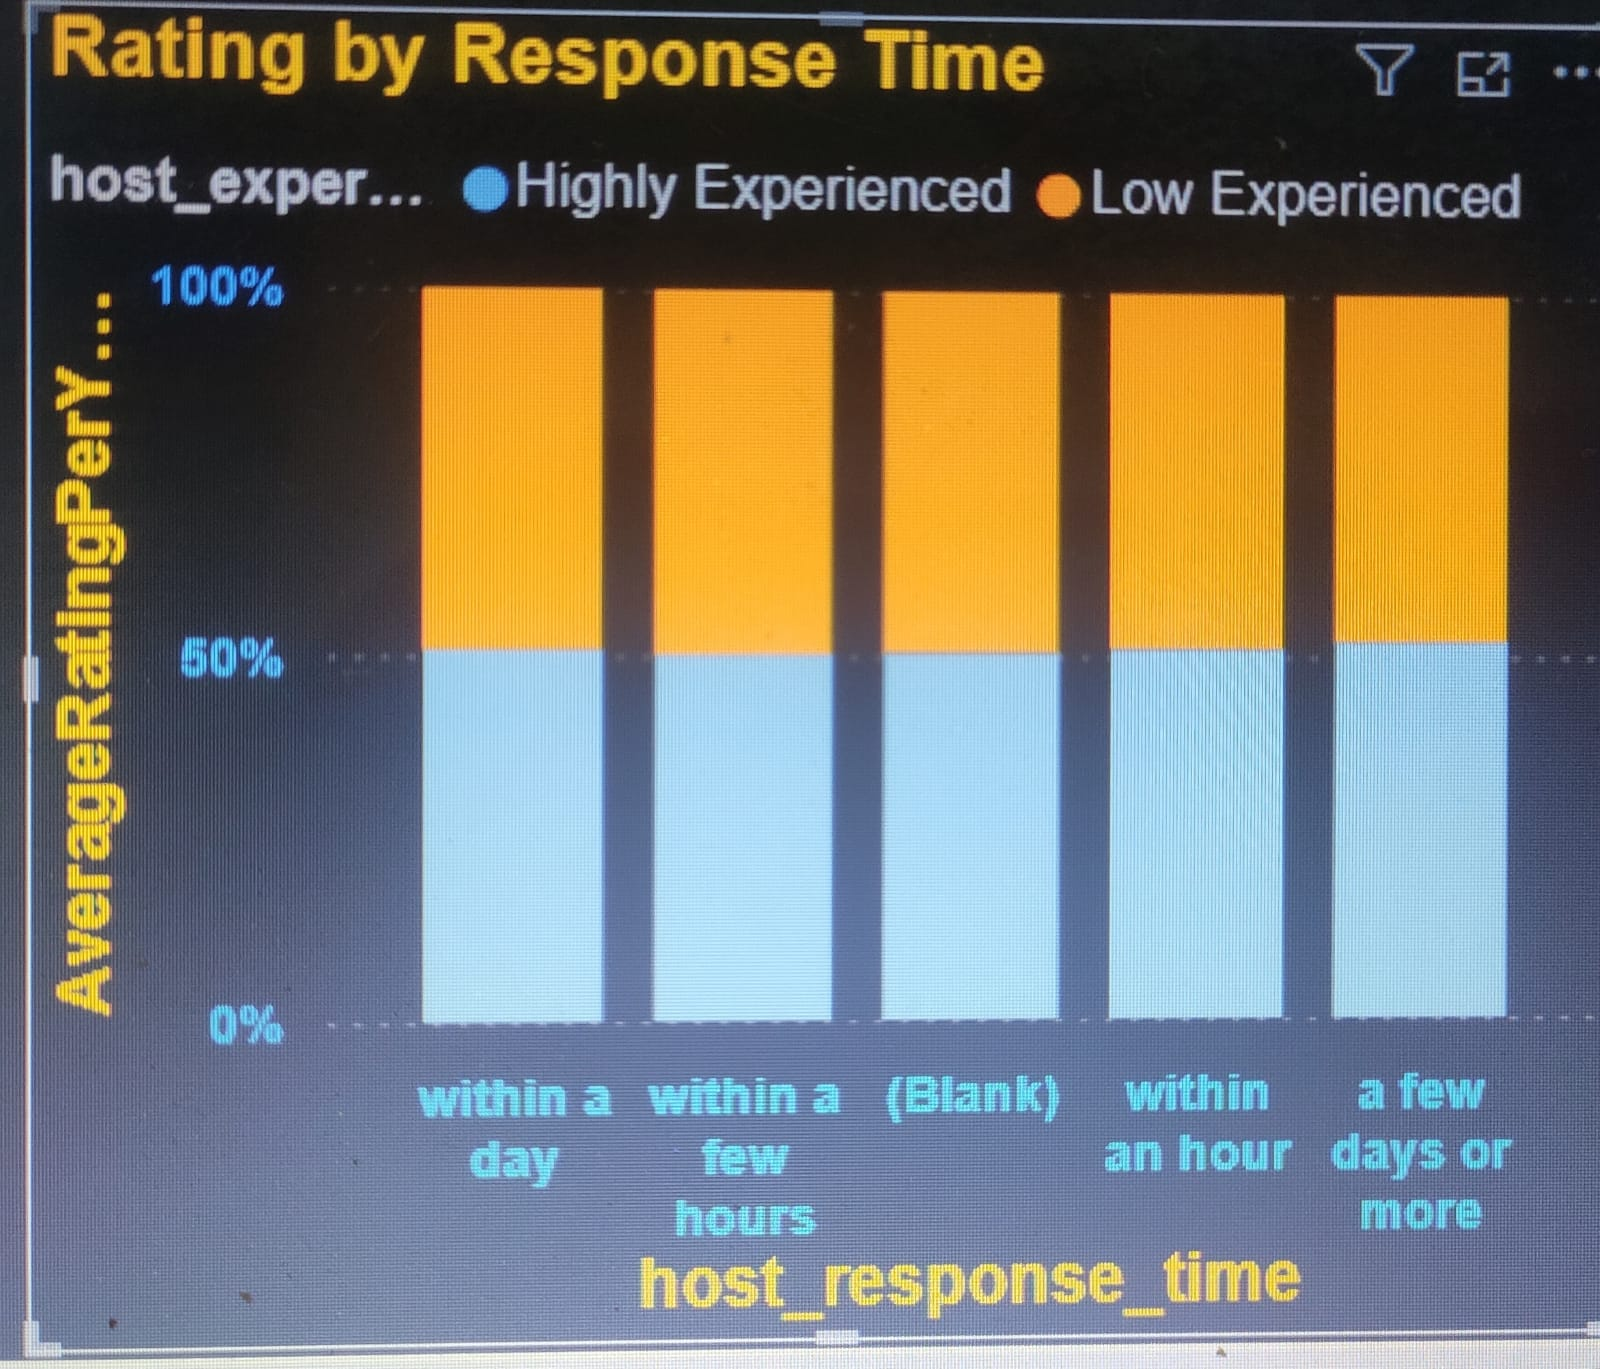 Rating by Response Time
host_exper... Highly Experienced Low Experienced
AverageRatingPerY...
100%
50%
0%
within a day
within a few hours
(Blank)
within an hour
a few days or more
host_response_time